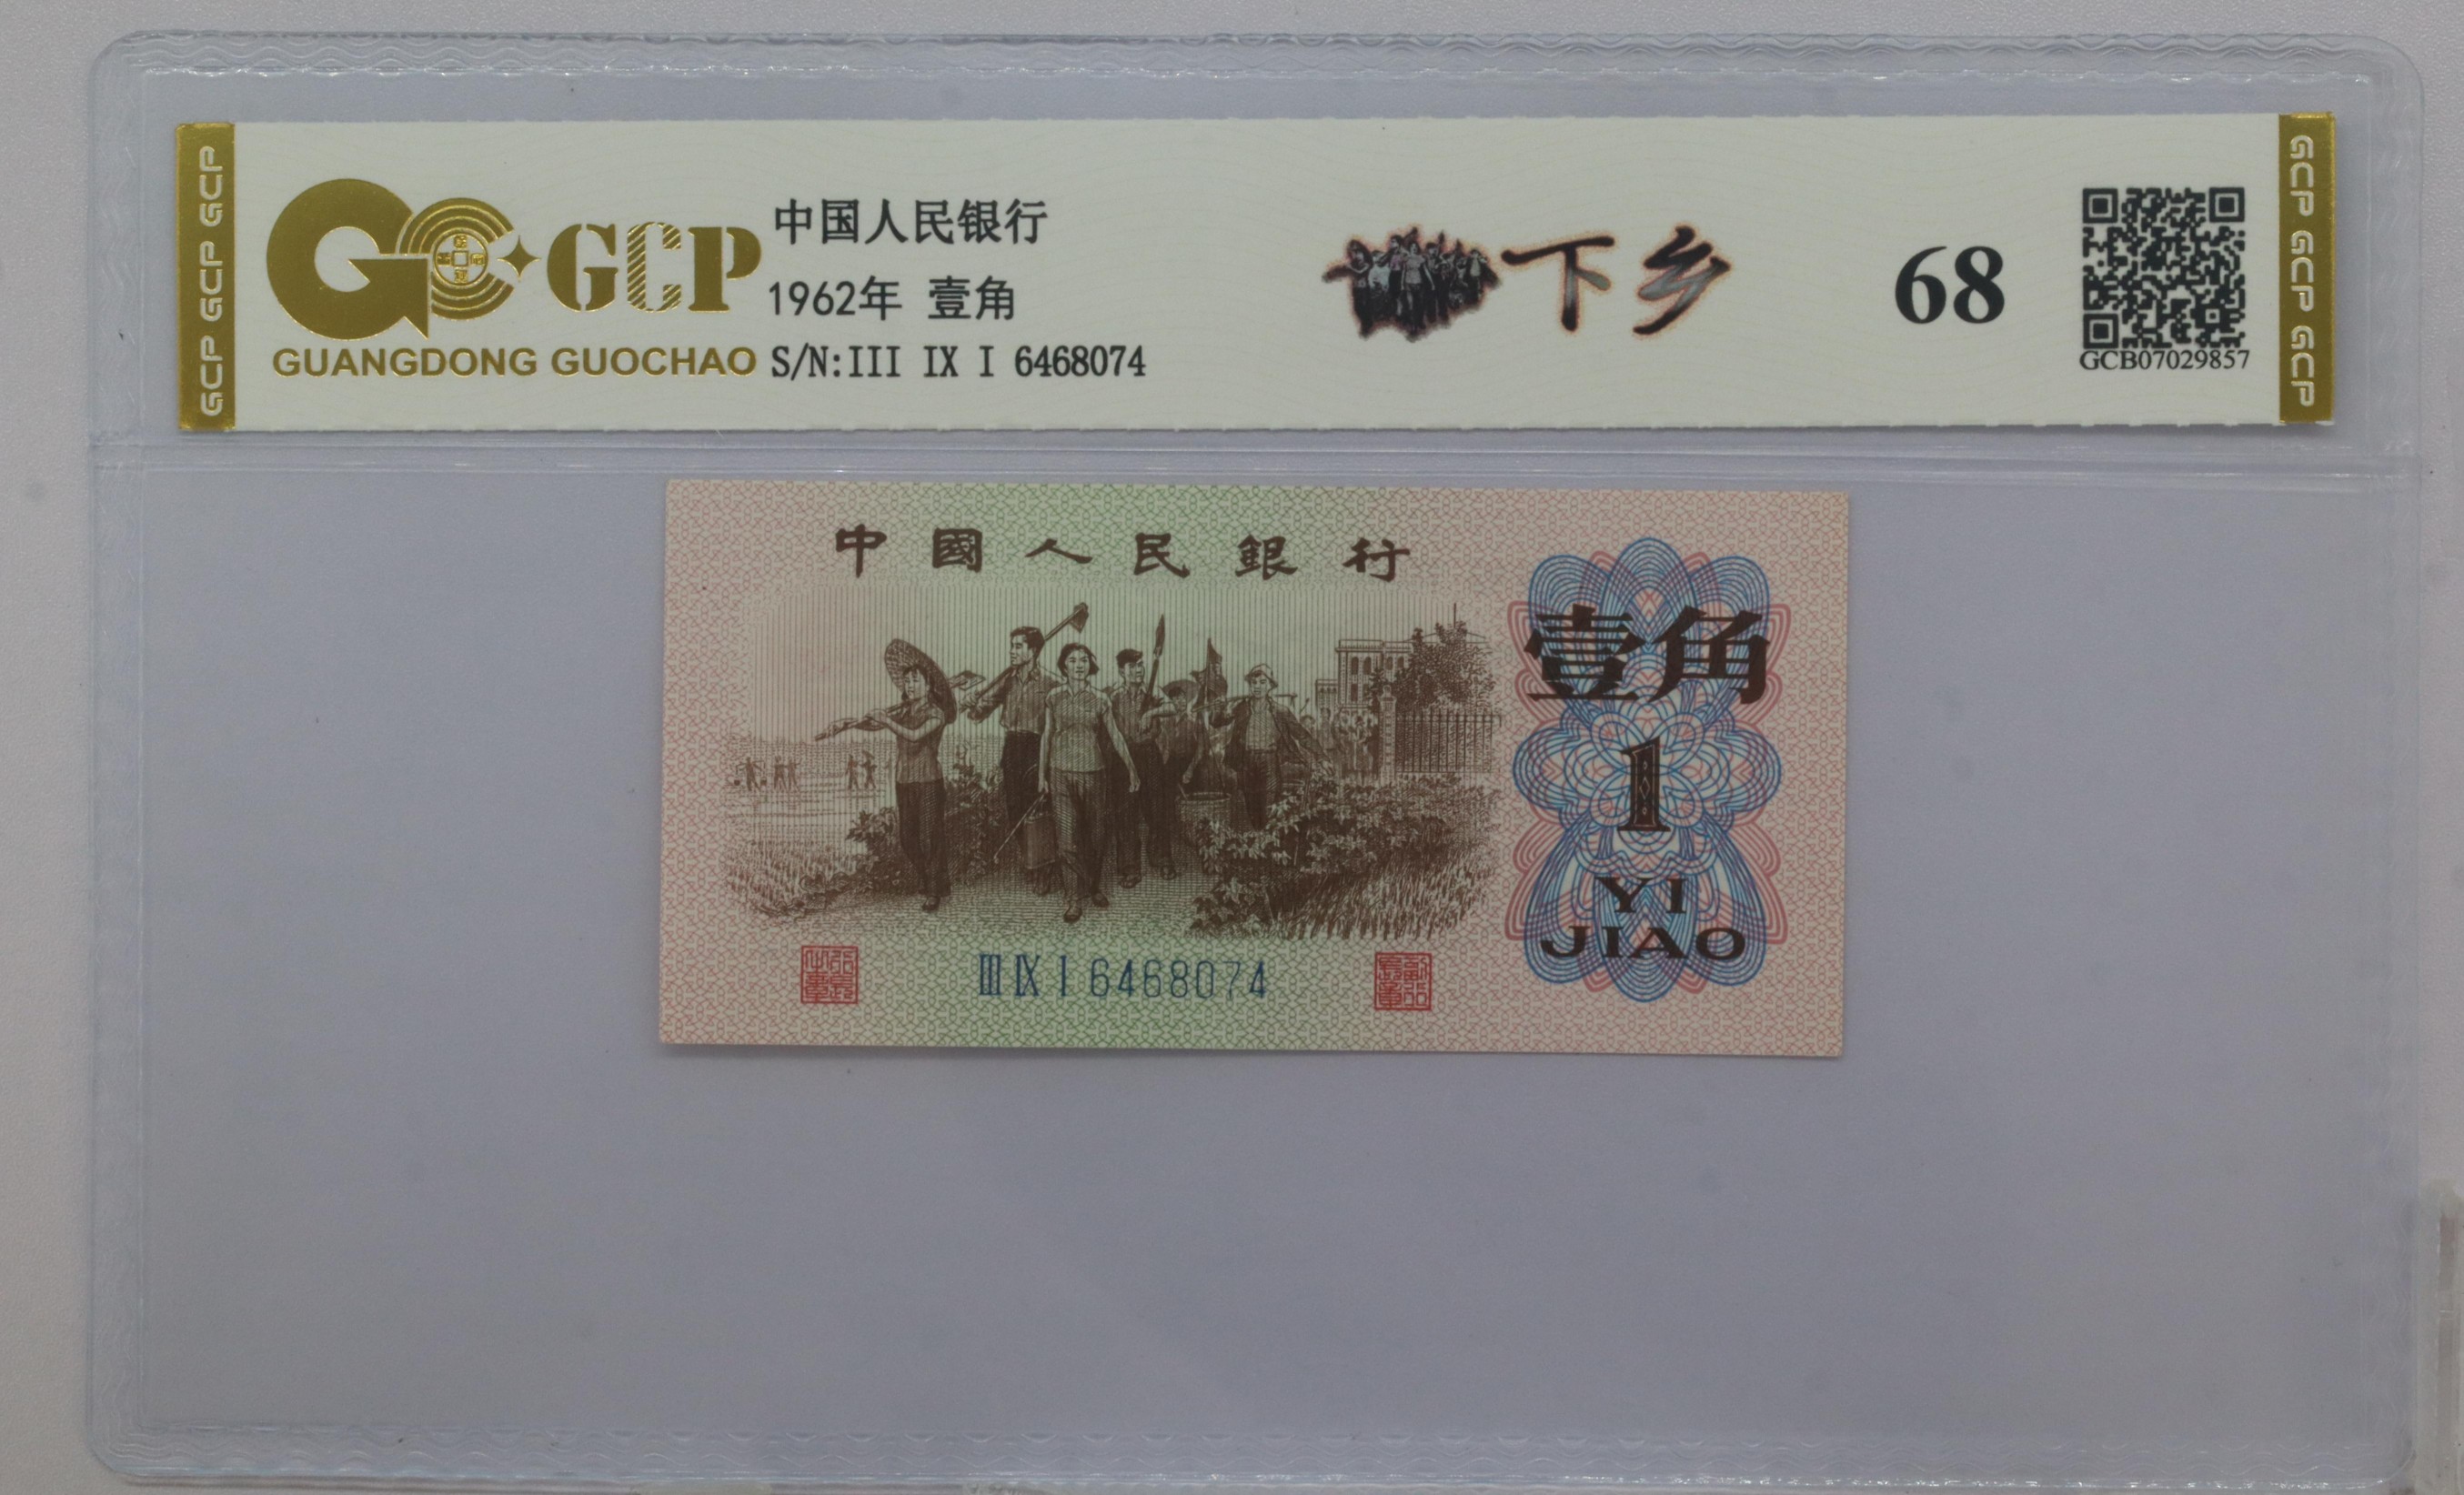 GCP GCP GCP
GCP
GUANGDONG GUOCHAO
中国人民银行
1962年 壹角
S/N:III IX I 6468074
下乡
68
GCB07029857
GCP GCP GCP
中國人民銀行
壹角
1
YI
JIAO
III IX I 6468074